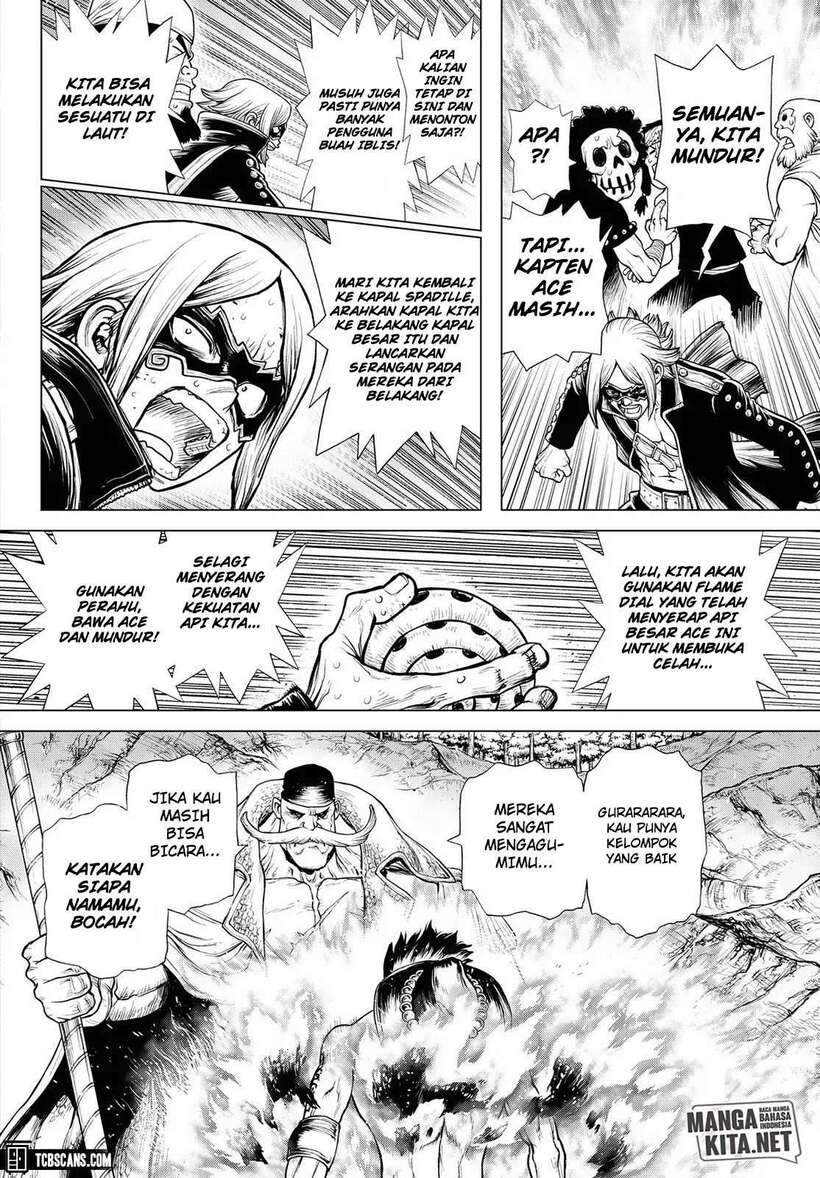 SEMUAN-
YA, KITA
MUNDUR!
APA
?!
TAPI...
KAPTEN
ACE
MASIH...
APA
KALIAN
INGIN
TETAP DI
SINI DAN
MENONTON
SAJA?!
MUSUH JUGA
PASTI PUNYA
BANYAK
PENGGUNA
BUAH IBLIS!
KITA BISA
MELAKUKAN
SESUATU DI
LAUT!
MARI KITA KEMBALI
KE KAPAL SPADILLE,
ARAHKAN KAPAL KITA
KE BELAKANG KAPAL
BESAR ITU DAN
LANCARKAN
SERANGAN PADA
MEREKA DARI
BELAKANG!
LALU, KITA AKAN
GUNAKAN FLAME
DIAL YANG TELAH
MENYERAP API
BESAR ACE INI
UNTUK MEMBUKA
CELAH...
SELAGI
MENYERANG
DENGAN
KEKUATAN
API KITA...
GUNAKAN
PERAHU,
BAWA ACE
DAN MUNDUR!
GURARARARA,
KAU PUNYA
KELOMPOK
YANG BAIK
MEREKA
SANGAT
MENGAGU-
MIMU...
JIKA KAU
MASIH
BISA
BICARA...
KATAKAN
SIAPA
NAMAMU,
BOCAH!
TCBSCANS.COM
MANGA
KITA.NET
BACA MANGA
BAHASA
INDONESIA